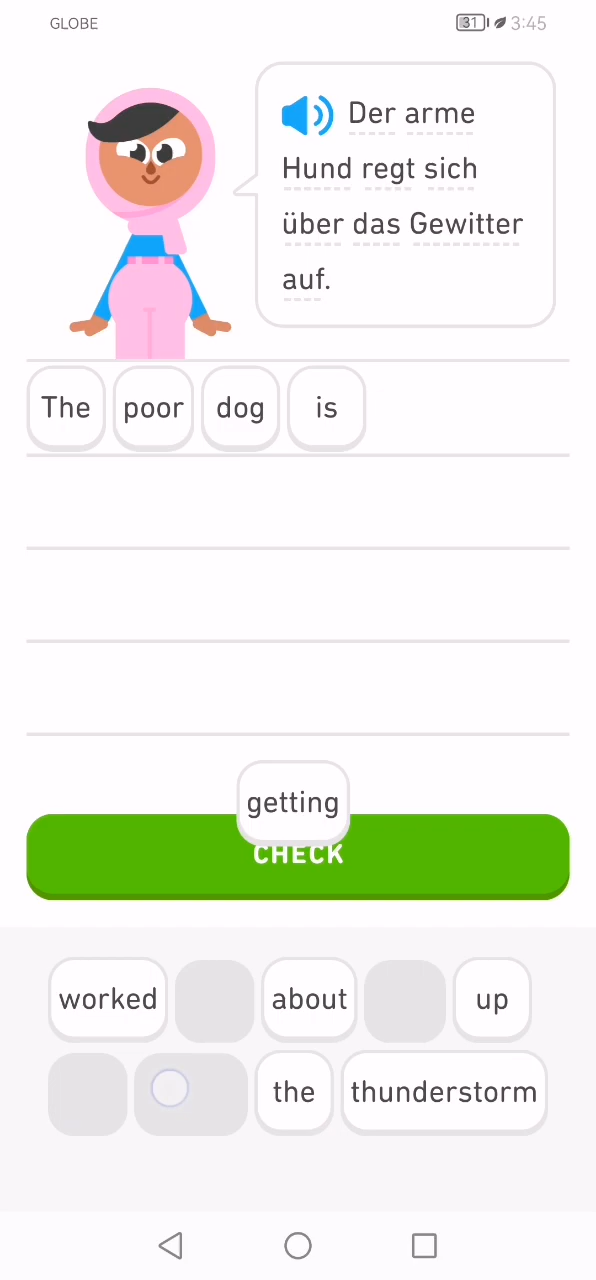 GLOBE 31 3:45
Der arme
Hund regt sich
über das Gewitter
auf.
The poor dog is
getting
CHECK
worked about up
the thunderstorm